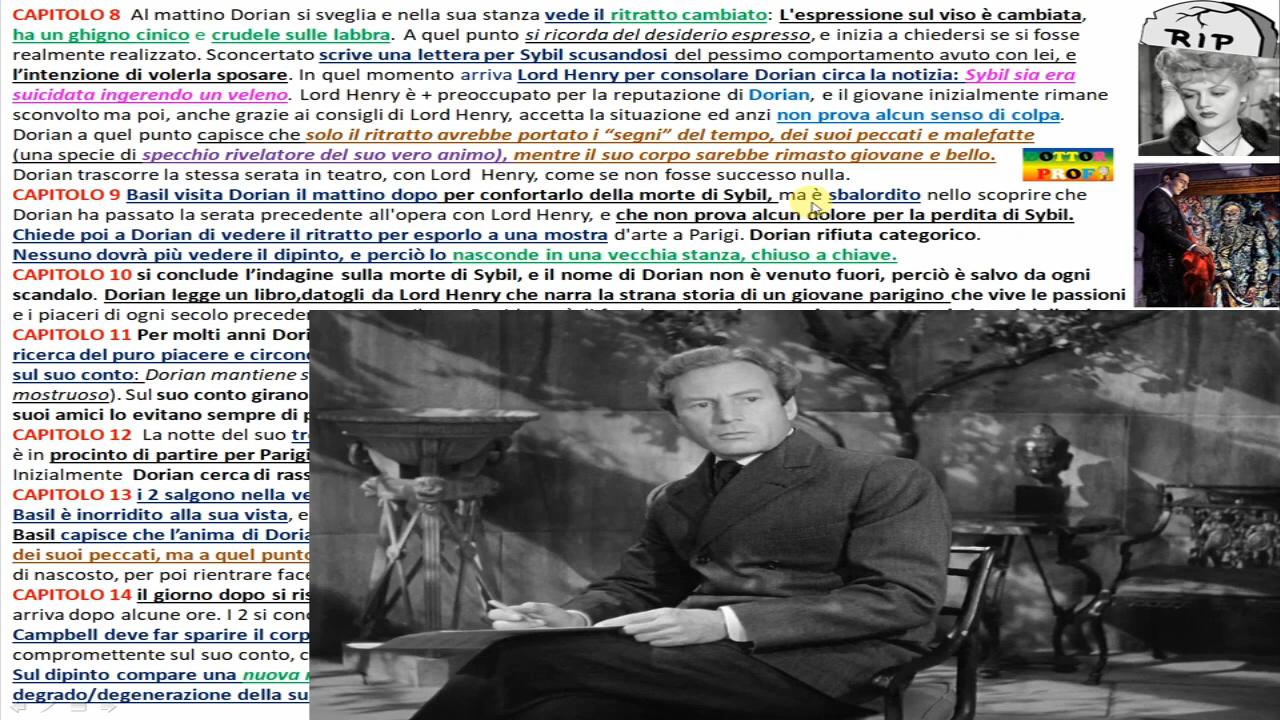 CAPITOLO 8 Al mattino Dorian si sveglia e nella sua stanza vede il ritratto cambiato: L'espressione sul viso è cambiata,
ha un ghigno cinico e crudele sulle labbra. A quel punto si ricorda del desiderio espresso, e inizia a chiedersi se si fosse
realmente realizzato. Sconcertato scrive una lettera per Sybil scusandosi del pessimo comportamento avuto con lei, e
l'intenzione di volerla sposare. In quel momento arriva Lord Henry per consolare Dorian circa la notizia: Sybil sia era
suicidata ingerendo un veleno. Lord Henry è + preoccupato per la reputazione di Dorian, e il giovane inizialmente rimane
sconvolto ma poi, anche grazie ai consigli di Lord Henry, accetta la situazione ed anzi non prova alcun senso di colpa.
Dorian a quel punto capisce che solo il ritratto avrebbe portato i “segni” del tempo, dei suoi peccati e malefatte
(una specie di specchio rivelatore del suo vero animo), mentre il suo corpo sarebbe rimasto giovane e bello.
Dorian trascorre la stessa serata in teatro, con Lord Henry, come se non fosse successo nulla.
CAPITOLO 9 Basil visita Dorian il mattino dopo per confortarlo della morte di Sybil, ma è sbalordito nello scoprire che
Dorian ha passato la serata precedente all'opera con Lord Henry, e che non prova alcun dolore per la perdita di Sybil.
Chiede poi a Dorian di vedere il ritratto per esporlo a una mostra d'arte a Parigi. Dorian rifiuta categorico.
Nessuno dovrà più vedere il dipinto, e perciò lo nasconde in una vecchia stanza, chiuso a chiave.
CAPITOLO 10 si conclude l'indagine sulla morte di Sybil, e il nome di Dorian non è venuto fuori, perciò è salvo da ogni
scandalo. Dorian legge un libro,datogli da Lord Henry che narra la strana storia di un giovane parigino che vive le passioni
e i piaceri di ogni secolo
CAPITOLO 11 Per molti anni
ricerca del puro piacere e
sul suo conto: Dorian mantiene
mostruoso). Sul suo conto girano
suoi amici lo evitano sempre di
CAPITOLO 12 La notte del suo
è in procinto di partire per Parigi
Inizialmente Dorian cerca di
CAPITOLO 13 i 2 salgono nella
Basil è inorridito alla sua vista,
Basil capisce che l'anima di
dei suoi peccati, ma a quel punto
di nascosto, per poi rientrare
CAPITOLO 14 il giorno dopo si
arriva dopo alcune ore. I 2 si
Campbell deve far sparire il
compromettente sul suo conto,
Sul dipinto compare una nuova
degrado/degenerazione della
RIP
DOTTOR
PROF